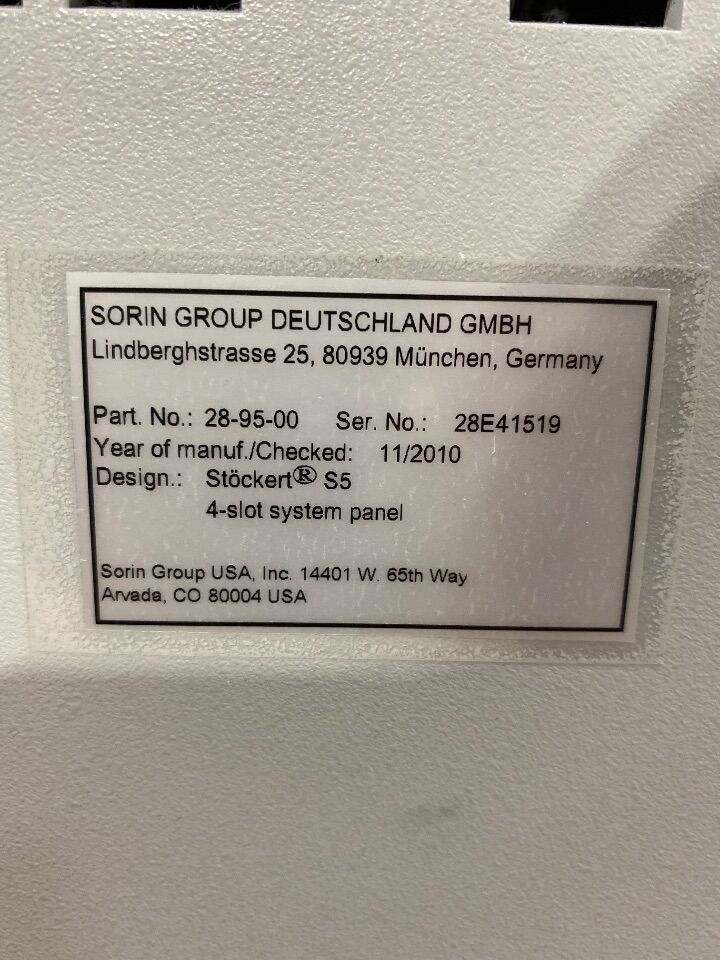 SORIN GROUP DEUTSCHLAND GMBH
Lindberghstrasse 25, 80939 München, Germany
Part. No.: 28-95-00 Ser. No.: 28E41519
Year of manuf./Checked: 11/2010
Design.: Stöckert® S5
4-slot system panel
Sorin Group USA, Inc. 14401 W. 65th Way
Arvada, CO 80004 USA